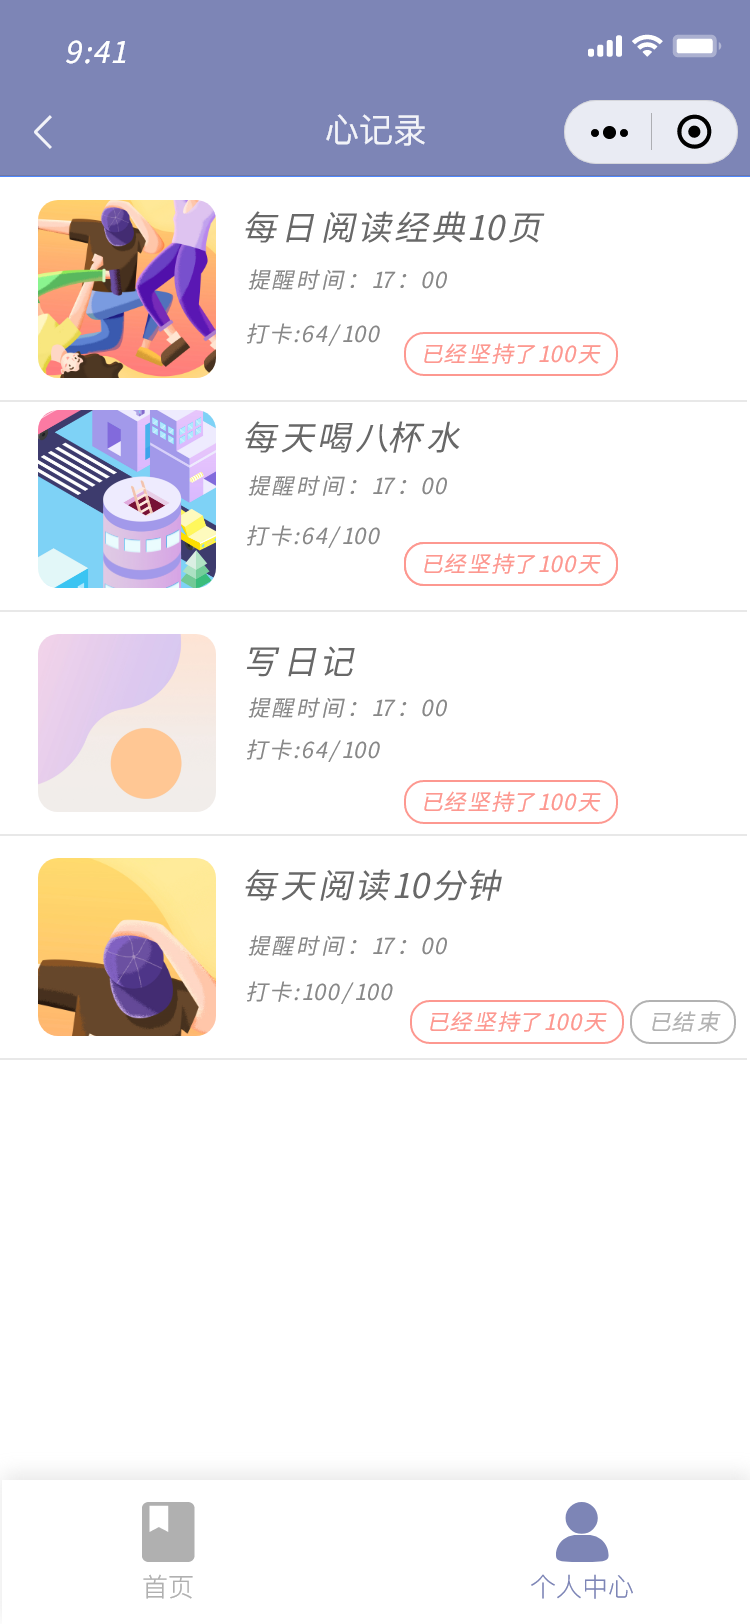 9:41
心记录
每日阅读经典10页
提醒时间：17：00
打卡:64/100
已经坚持了100天
每天喝八杯水
提醒时间：17：00
打卡:64/100
已经坚持了100天
写日记
提醒时间：17：00
打卡:64/100
已经坚持了100天
每天阅读10分钟
提醒时间：17：00
打卡:100/100
已经坚持了100天 已结束
首页 个人中心